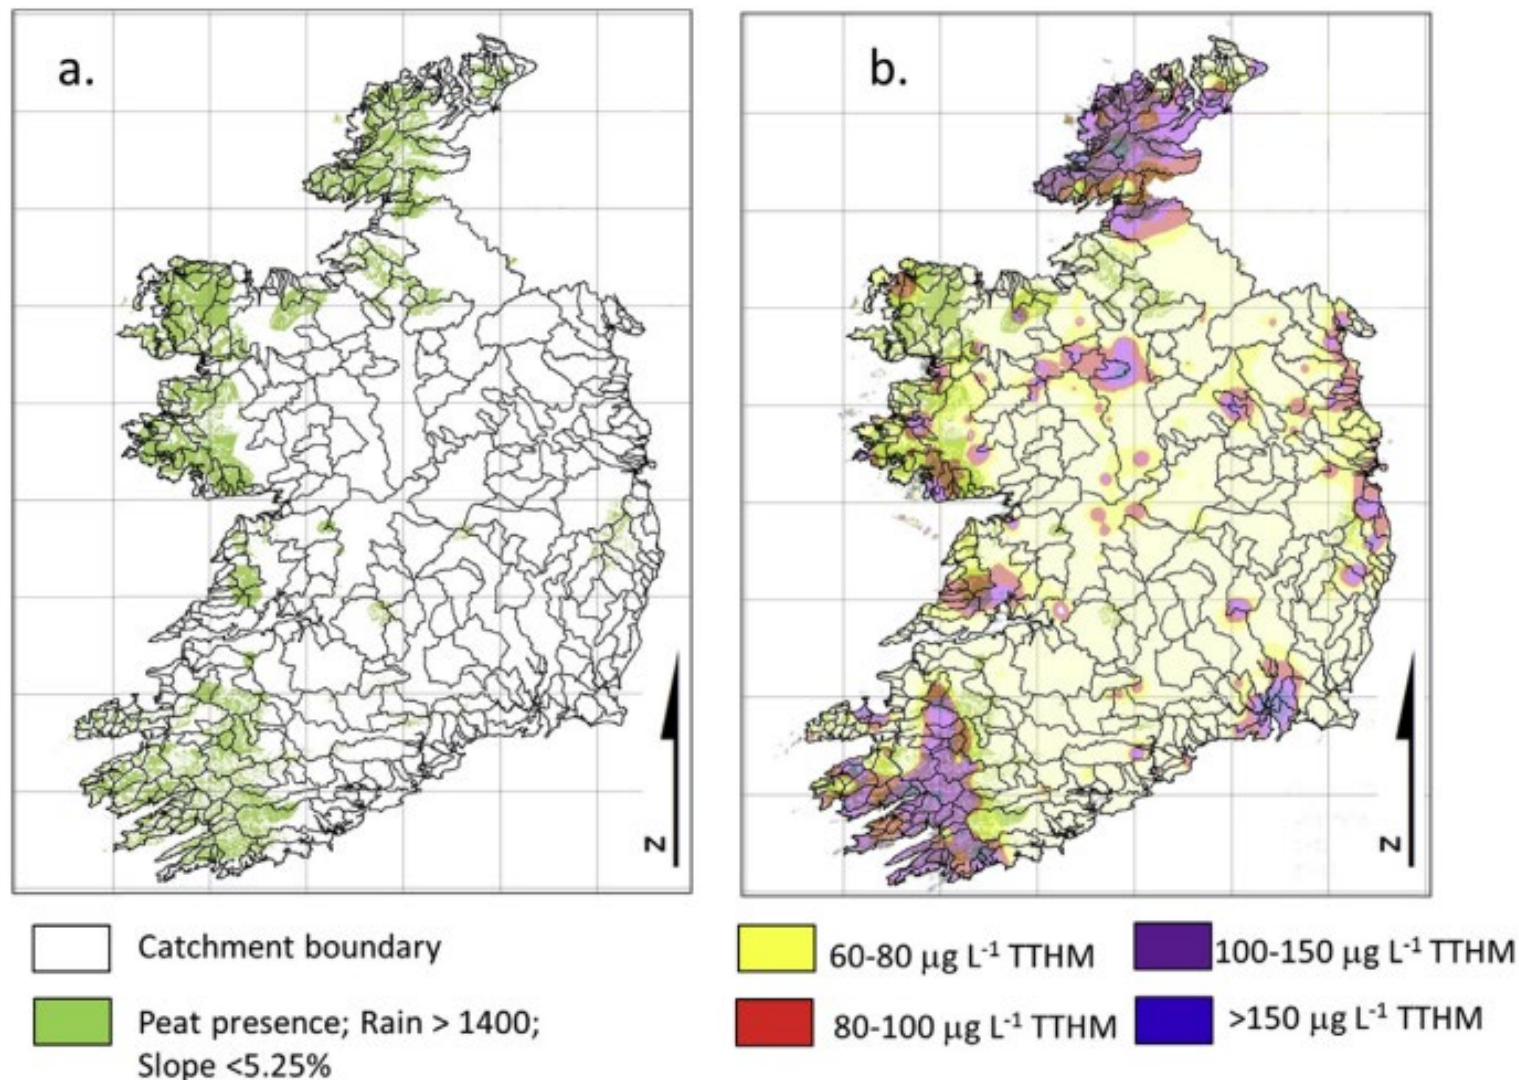 a.
b.
N
N
Catchment boundary
Peat presence; Rain > 1400;
Slope <5.25%
60-80 µg L⁻¹ TTHM
80-100 µg L⁻¹ TTHM
100-150 µg L⁻¹ TTHM
>150 µg L⁻¹ TTHM